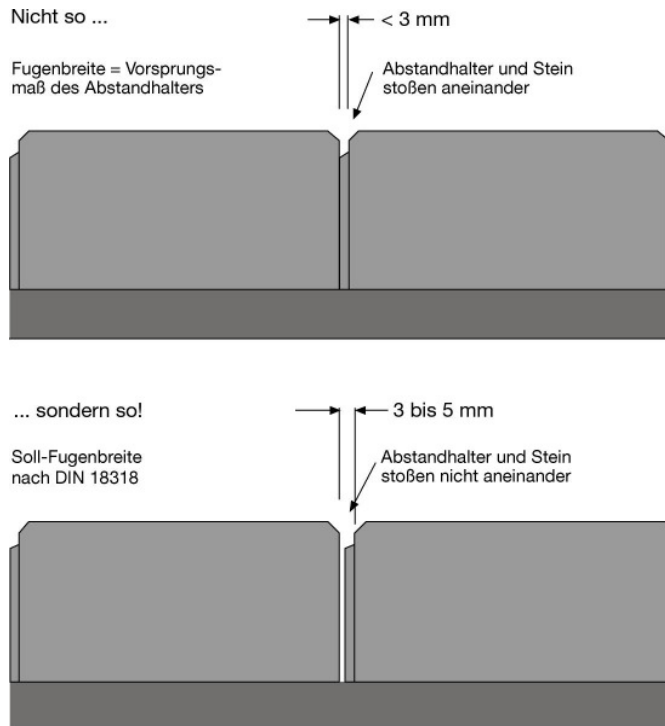 Nicht so ...
< 3 mm
Fugenbreite = Vorsprungs-
maß des Abstandhalters
Abstandhalter und Stein
stoßen aneinander
... sondern so!
3 bis 5 mm
Soll-Fugenbreite
nach DIN 18318
Abstandhalter und Stein
stoßen nicht aneinander